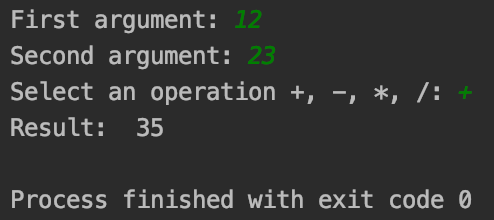 First argument: 12
Second argument: 23
Select an operation +, -, *, /: +
Result:  35
Process finished with exit code 0